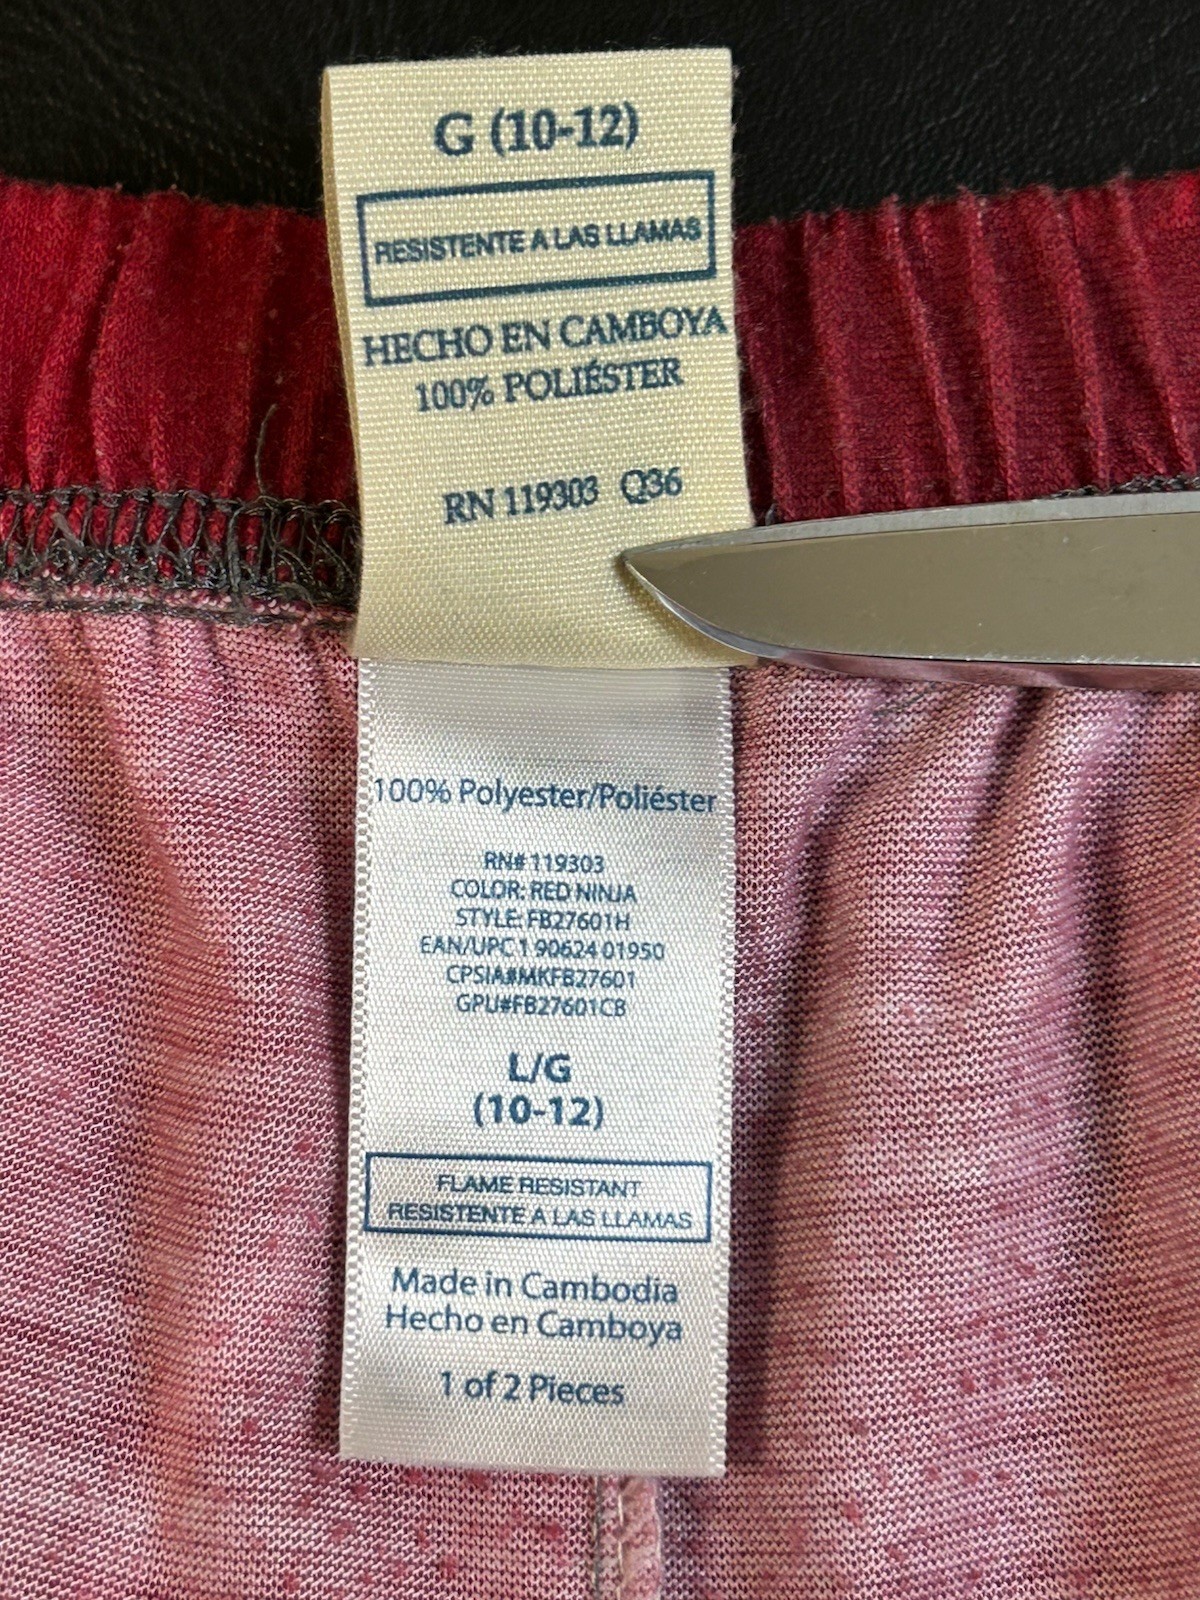 G (10-12)
RESISTENTE A LAS LLAMAS
HECHO EN CAMBOYA
100% POLIÉSTER
RN 119303 Q36
100% Polyester/Poliéster
RN# 119303
COLOR: RED NINJA
STYLE: FB27601H
EAN/UPC 1 90624 01950
CPSIA#MKFB27601
GPU#FB27601CB
L/G
(10-12)
FLAME RESISTANT
RESISTENTE A LAS LLAMAS
Made in Cambodia
Hecho en Camboya
1 of 2 Pieces